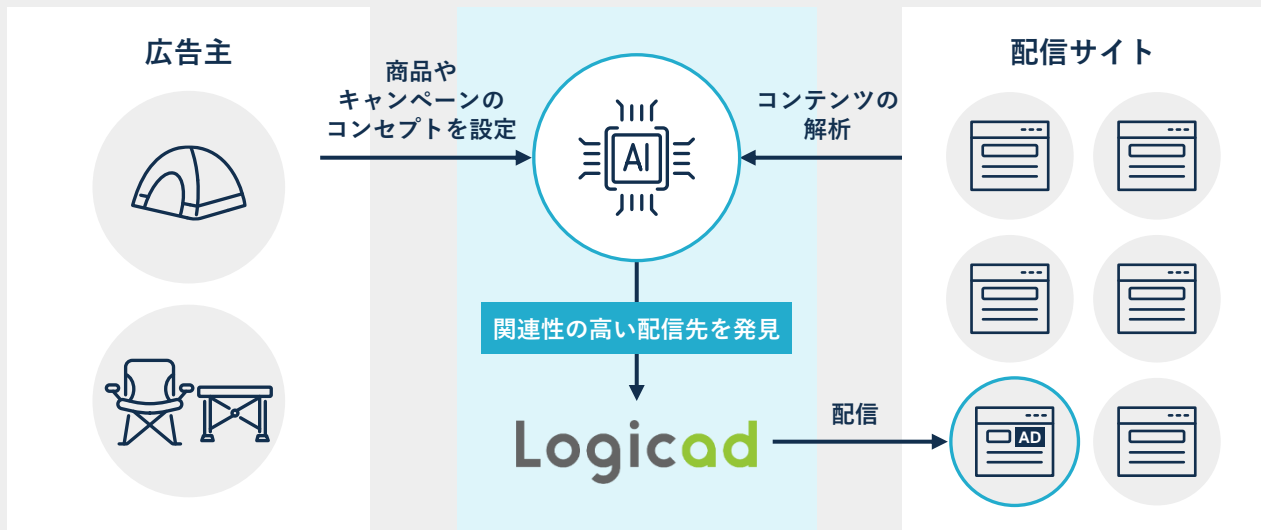 広告主
商品や
キャンペーンの
コンセプトを設定
AI
コンテンツの
解析
配信サイト
関連性の高い配信先を発見
Logicad
配信
AD